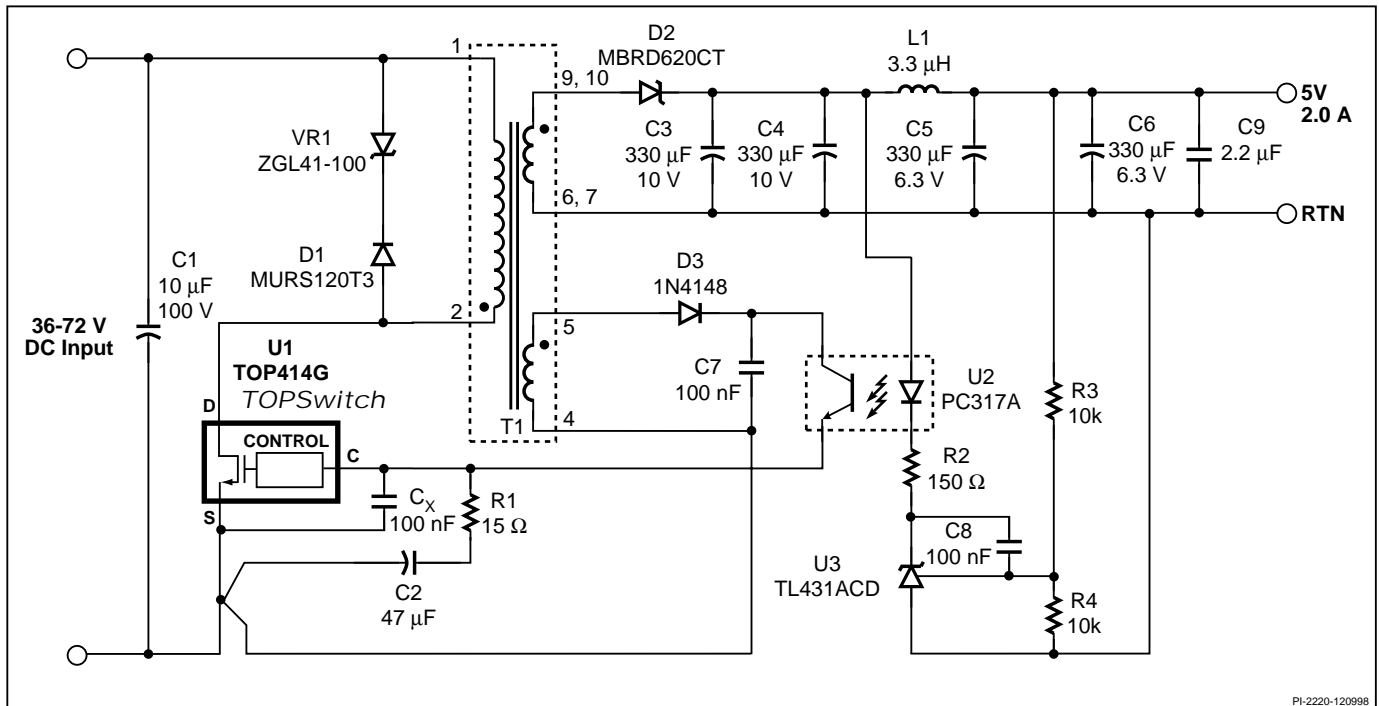 1
D2
MBRD620CT
L1
3.3 μH
9, 10
5V
2.0 A
VR1
ZGL41-100
C3
330 μF
10 V
C4
330 μF
10 V
C5
330 μF
6.3 V
C6
330 μF
6.3 V
C9
2.2 μF
6, 7
RTN
C1
10 μF
100 V
D1
MURS120T3
D3
1N4148
2
5
36-72 V
DC Input
U1
TOP414G
TOPSwitch
C7
100 nF
U2
PC317A
R3
10k
D
T1
4
CONTROL
C
S
CX
100 nF
R1
15 Ω
R2
150 Ω
C8
100 nF
C2
47 μF
U3
TL431ACD
R4
10k
PI-2220-120998